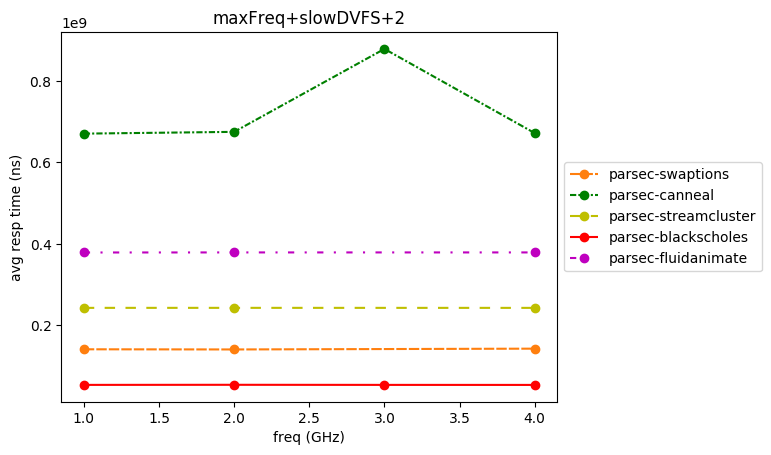 maxFreq+slowDVFS+2
1e9
0.8
0.6
0.4
0.2
avg resp time (ns)
1.0 1.5 2.0 2.5 3.0 3.5 4.0
freq (GHz)
parsec-swaptions
parsec-canneal
parsec-streamcluster
parsec-blackscholes
parsec-fluidanimate